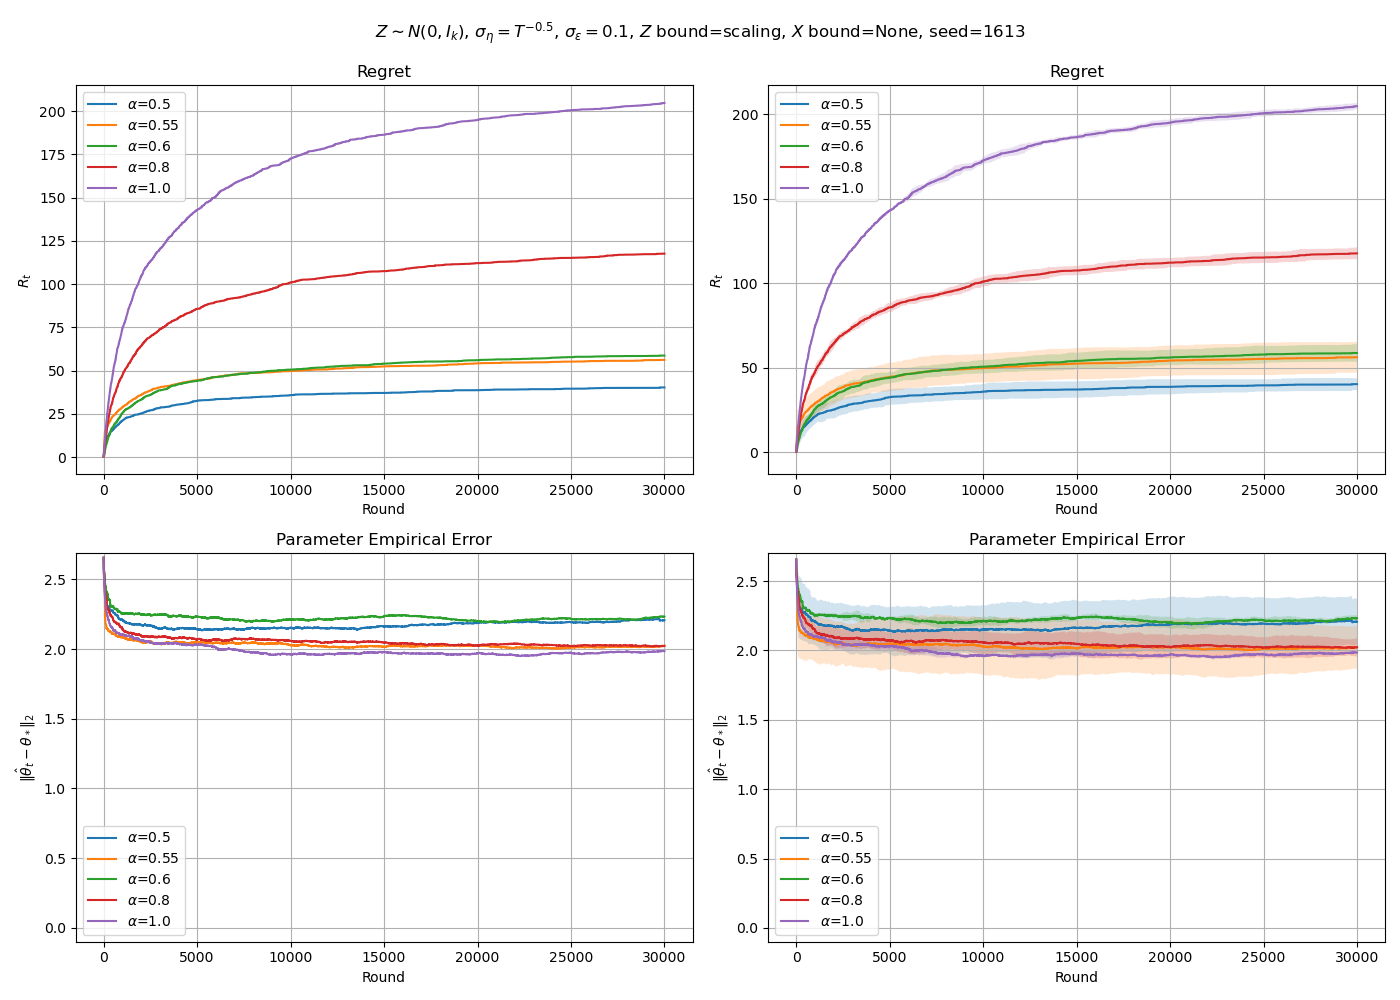 Z ∼ N(0, I_k), σ_η = T^{−0.5}, σ_ε = 0.1, Z bound=scaling, X bound=None, seed=1613
Regret
R_t
200
175
150
125
100
75
50
25
0
α=0.5
α=0.55
α=0.6
α=0.8
α=1.0
0 5000 10000 15000 20000 25000 30000
Round
Regret
R_t
200
150
100
50
0
α=0.5
α=0.55
α=0.6
α=0.8
α=1.0
0 5000 10000 15000 20000 25000 30000
Round
Parameter Empirical Error
‖θ̂_t − θ_*‖_2
2.5
2.0
1.5
1.0
0.5
0.0
α=0.5
α=0.55
α=0.6
α=0.8
α=1.0
0 5000 10000 15000 20000 25000 30000
Round
Parameter Empirical Error
‖θ̂_t − θ_*‖_2
2.5
2.0
1.5
1.0
0.5
0.0
α=0.5
α=0.55
α=0.6
α=0.8
α=1.0
0 5000 10000 15000 20000 25000 30000
Round